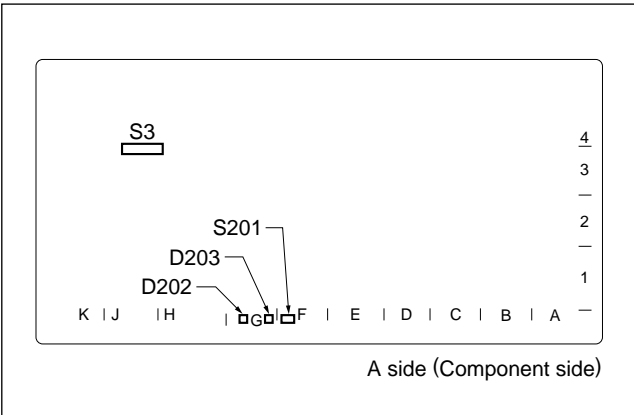 S3
4
3
S201
2
D203
D202
1
K J H G F E D C B A
A side (Component side)